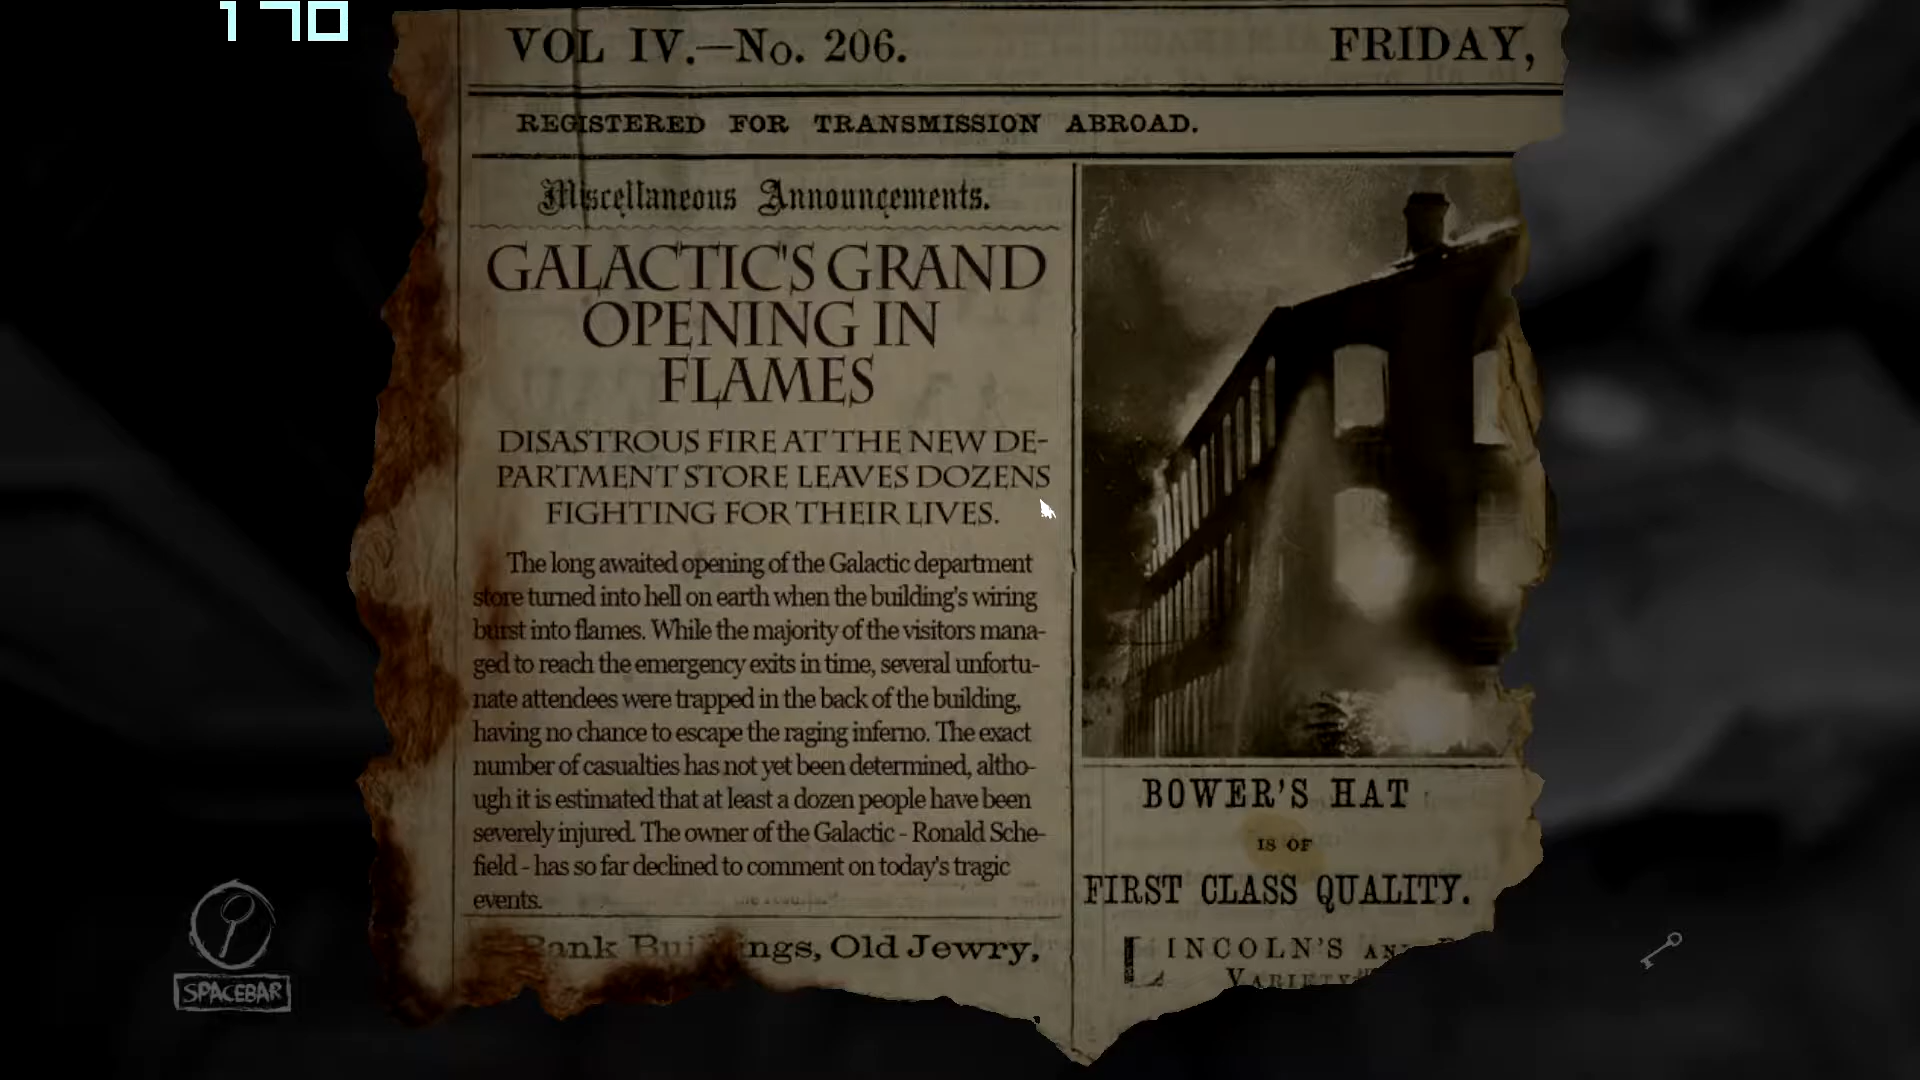 170
VOL IV.—No. 206.
FRIDAY,
REGISTERED FOR TRANSMISSION ABROAD.
Miscellaneous Announcements.
GALACTIC'S GRAND
OPENING IN
FLAMES
DISASTROUS FIRE AT THE NEW DE-
PARTMENT STORE LEAVES DOZENS
FIGHTING FOR THEIR LIVES.
The long awaited opening of the Galactic department
store turned into hell on earth when the building's wiring
burst into flames. While the majority of the visitors mana-
ged to reach the emergency exits in time, several unfortu-
nate attendees were trapped in the back of the building,
having no chance to escape the raging inferno. The exact
number of casualties has not yet been determined, altho-
ugh it is estimated that at least a dozen people have been
severely injured. The owner of the Galactic - Ronald Sche-
field - has so far declined to comment on today's tragic
events.
Bank Buildings, Old Jewry,
BOWER'S HAT
IS OF
FIRST CLASS QUALITY.
LINCOLN'S
VARIETY
SPACEBAR